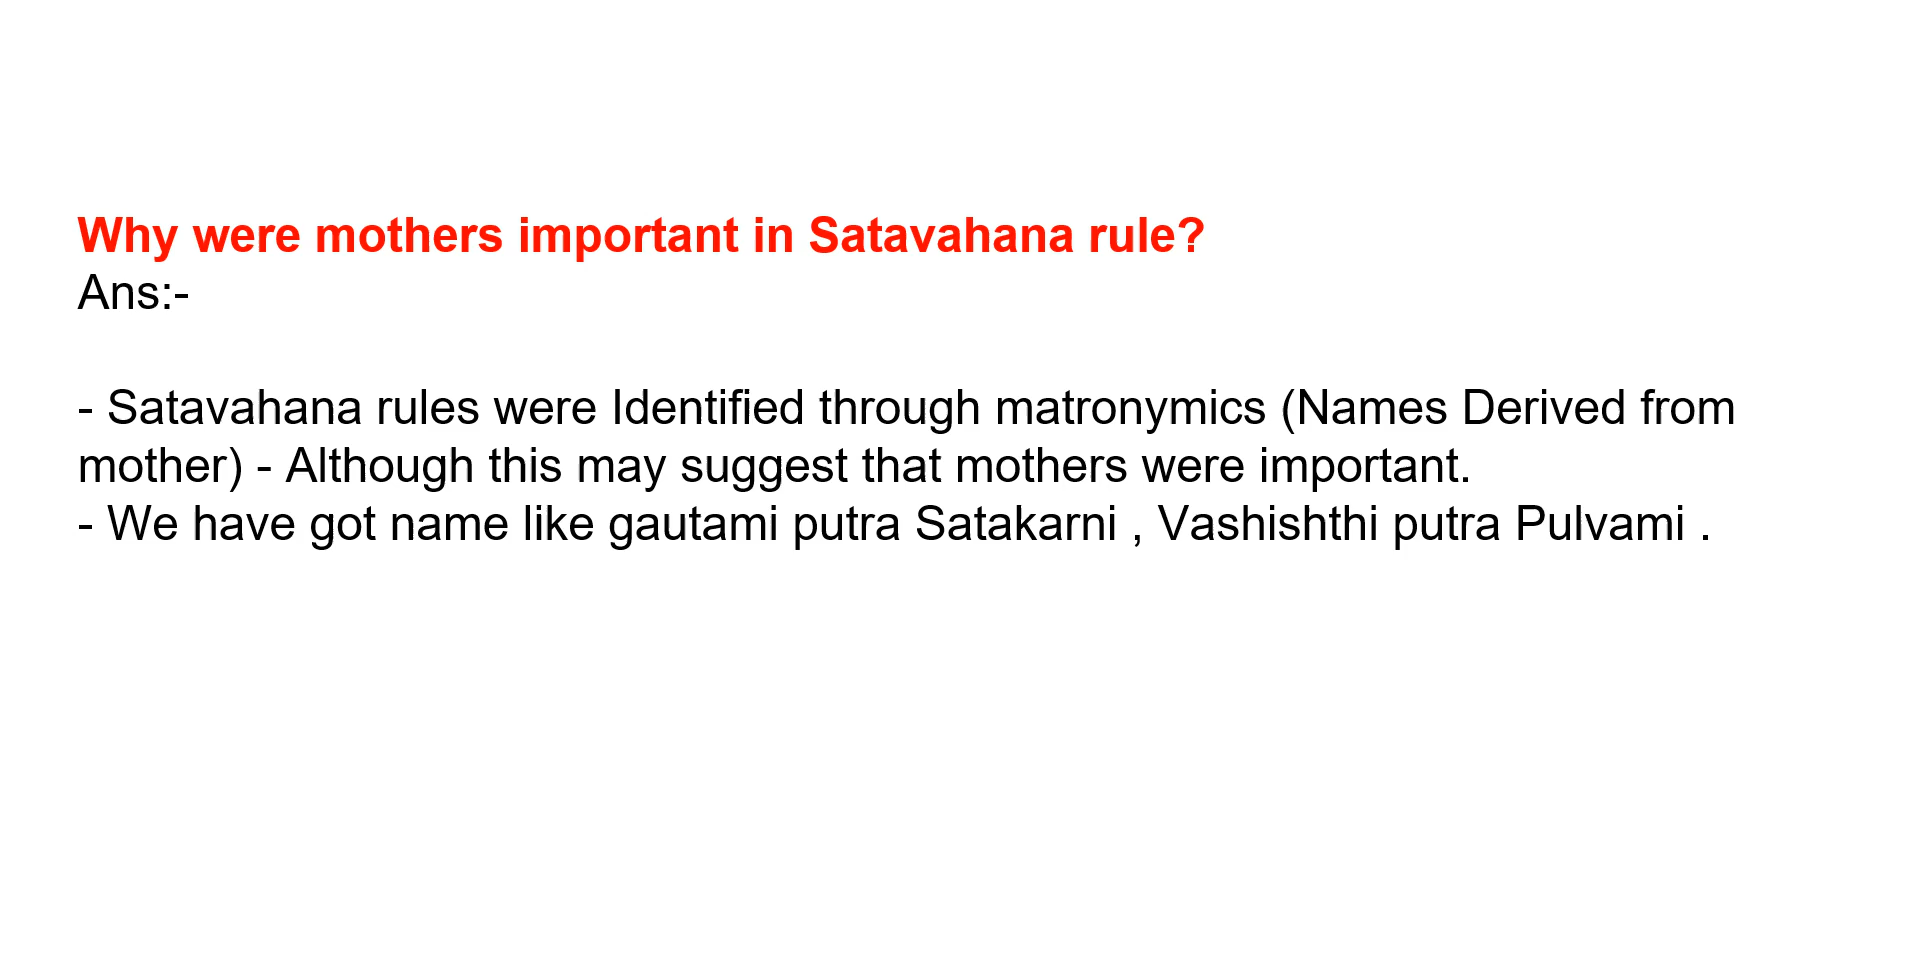 Why were mothers important in Satavahana rule?
Ans:-
- Satavahana rules were Identified through matronymics (Names Derived from
mother) - Although this may suggest that mothers were important.
- We have got name like gautami putra Satakarni , Vashishthi putra Pulvami .